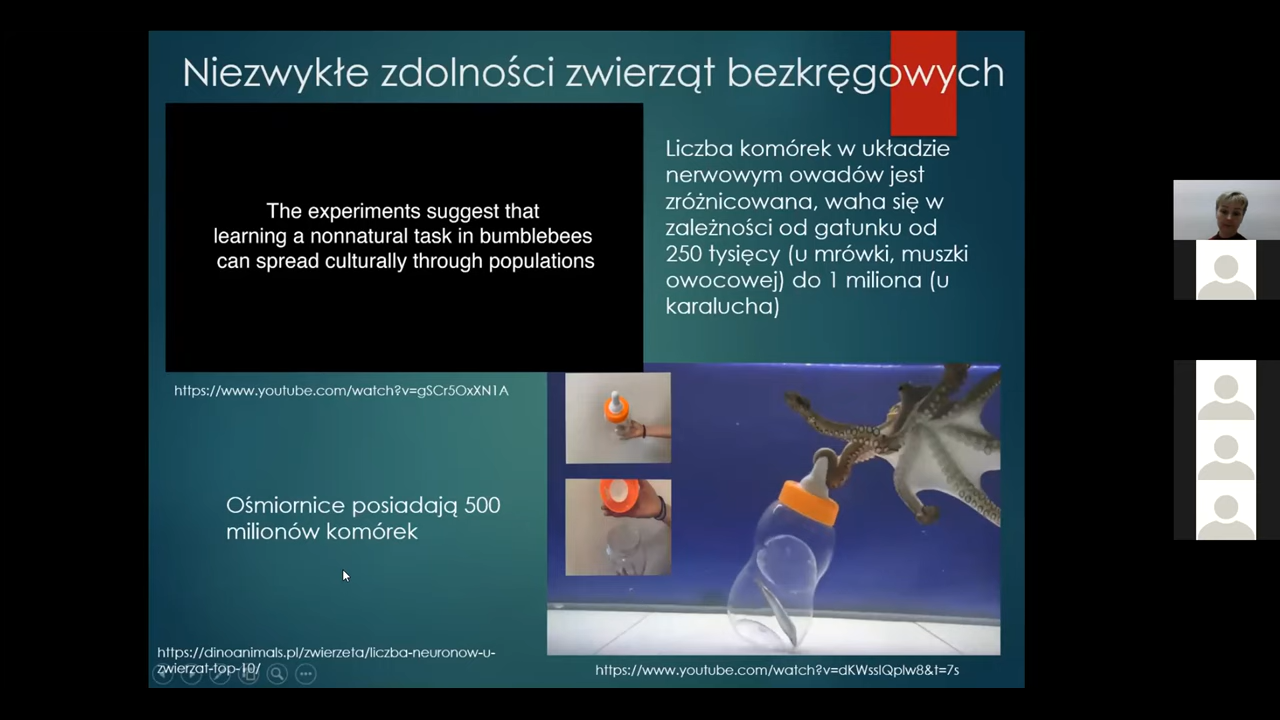 Niezwykłe zdolności zwierząt bezkręgowych
The experiments suggest that
learning a nonnatural task in bumblebees
can spread culturally through populations
https://www.youtube.com/watch?v=gSCr5OxXN1A
Liczba komórek w układzie
nerwowym owadów jest
zróżnicowana, waha się w
zależności od gatunku od
250 tysięcy (u mrówki, muszki
owocowej) do 1 miliona (u
karalucha)
Ośmiornice posiadają 500
milionów komórek
https://dinoanimals.pl/zwierzeta/liczba-neuronow-u-
zwierzat-top-10/
https://www.youtube.com/watch?v=dKWsslQplw8&t=7s